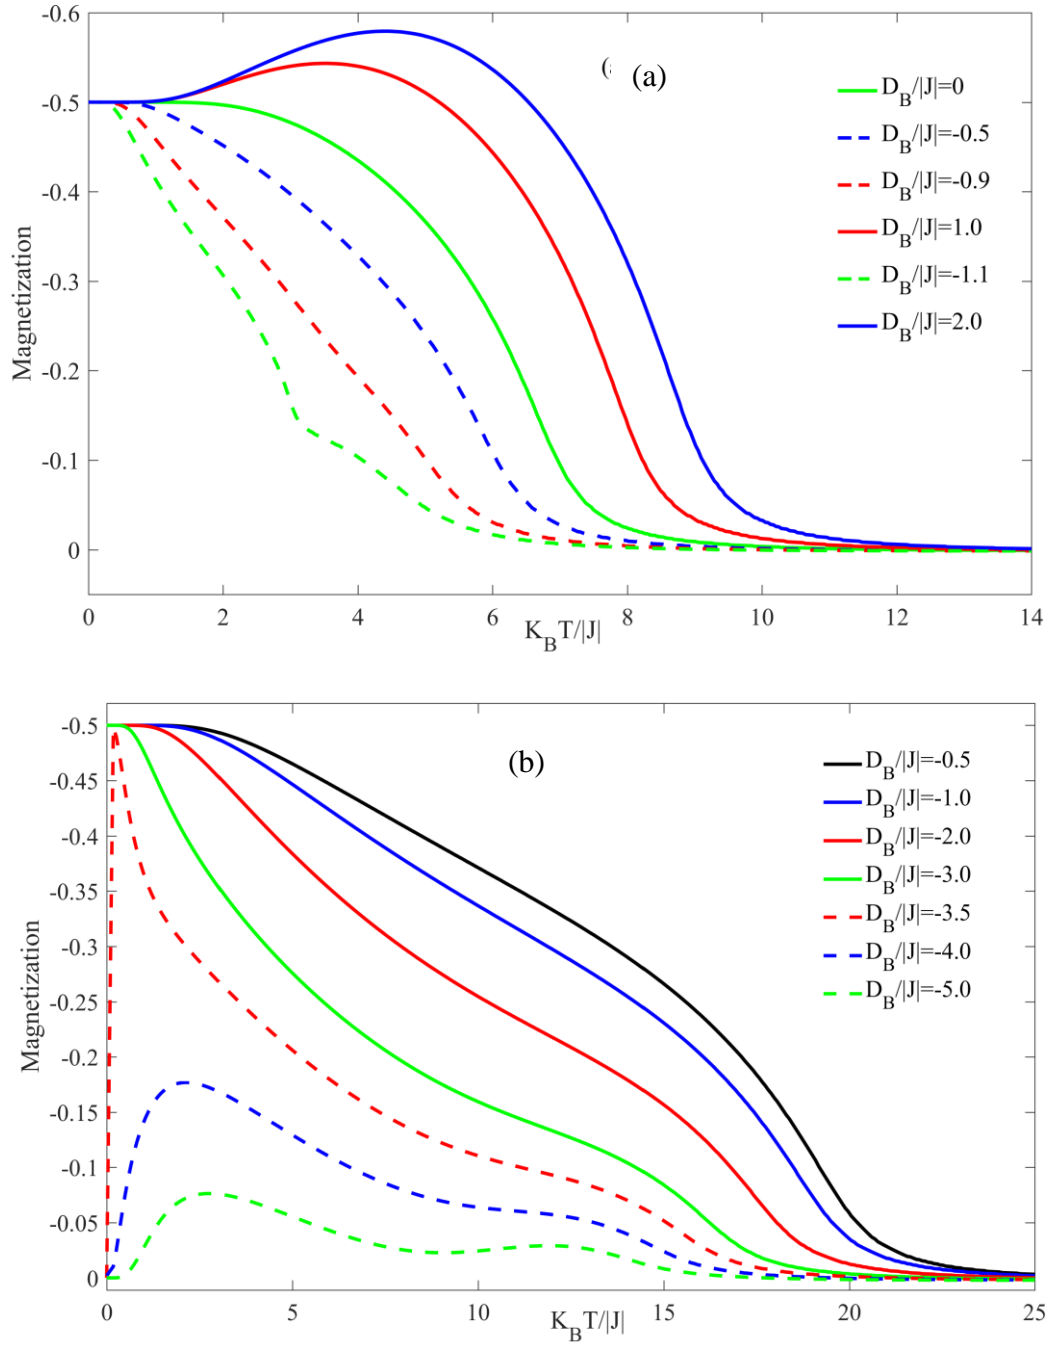 -0.6
(a)
D_B/|J|=0
-0.5
D_B/|J|=-0.5
-0.4
D_B/|J|=-0.9
D_B/|J|=1.0
-0.3
D_B/|J|=-1.1
D_B/|J|=2.0
Magnetization
-0.2
-0.1
0
0 2 4 6 8 10 12 14
K_BT/|J|
-0.5
(b)
D_B/|J|=-0.5
-0.45
D_B/|J|=-1.0
-0.4
D_B/|J|=-2.0
D_B/|J|=-3.0
-0.35
D_B/|J|=-3.5
-0.3
D_B/|J|=-4.0
D_B/|J|=-5.0
-0.25
Magnetization
-0.2
-0.15
-0.1
-0.05
0
0 5 10 15 20 25
K_BT/|J|